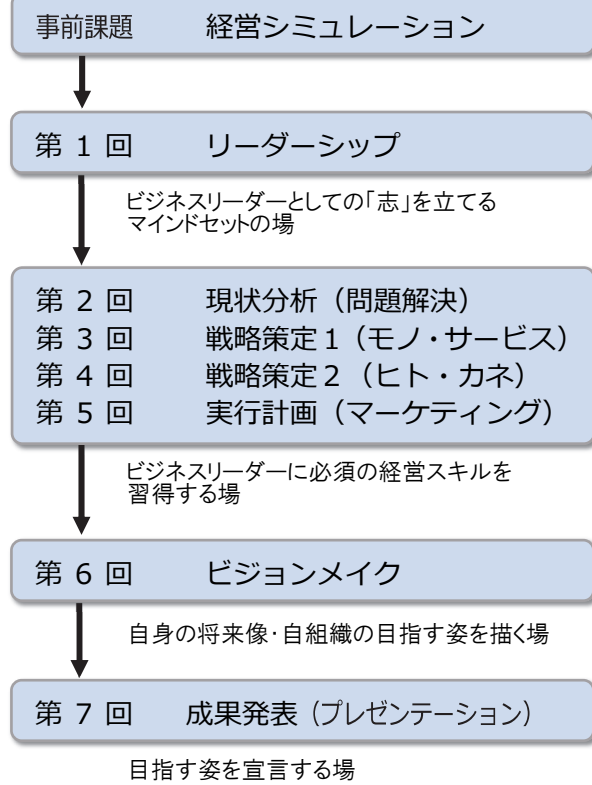 事前課題 経営シミュレーション
第 1 回 リーダーシップ
ビジネスリーダーとしての「志」を立てる
マインドセットの場
第 2 回 現状分析（問題解決）
第 3 回 戦略策定１（モノ・サービス）
第 4 回 戦略策定２（ヒト・カネ）
第 5 回 実行計画（マーケティング）
ビジネスリーダーに必須の経営スキルを
習得する場
第 6 回 ビジョンメイク
自身の将来像・自組織の目指す姿を描く場
第 7 回 成果発表（プレゼンテーション）
目指す姿を宣言する場